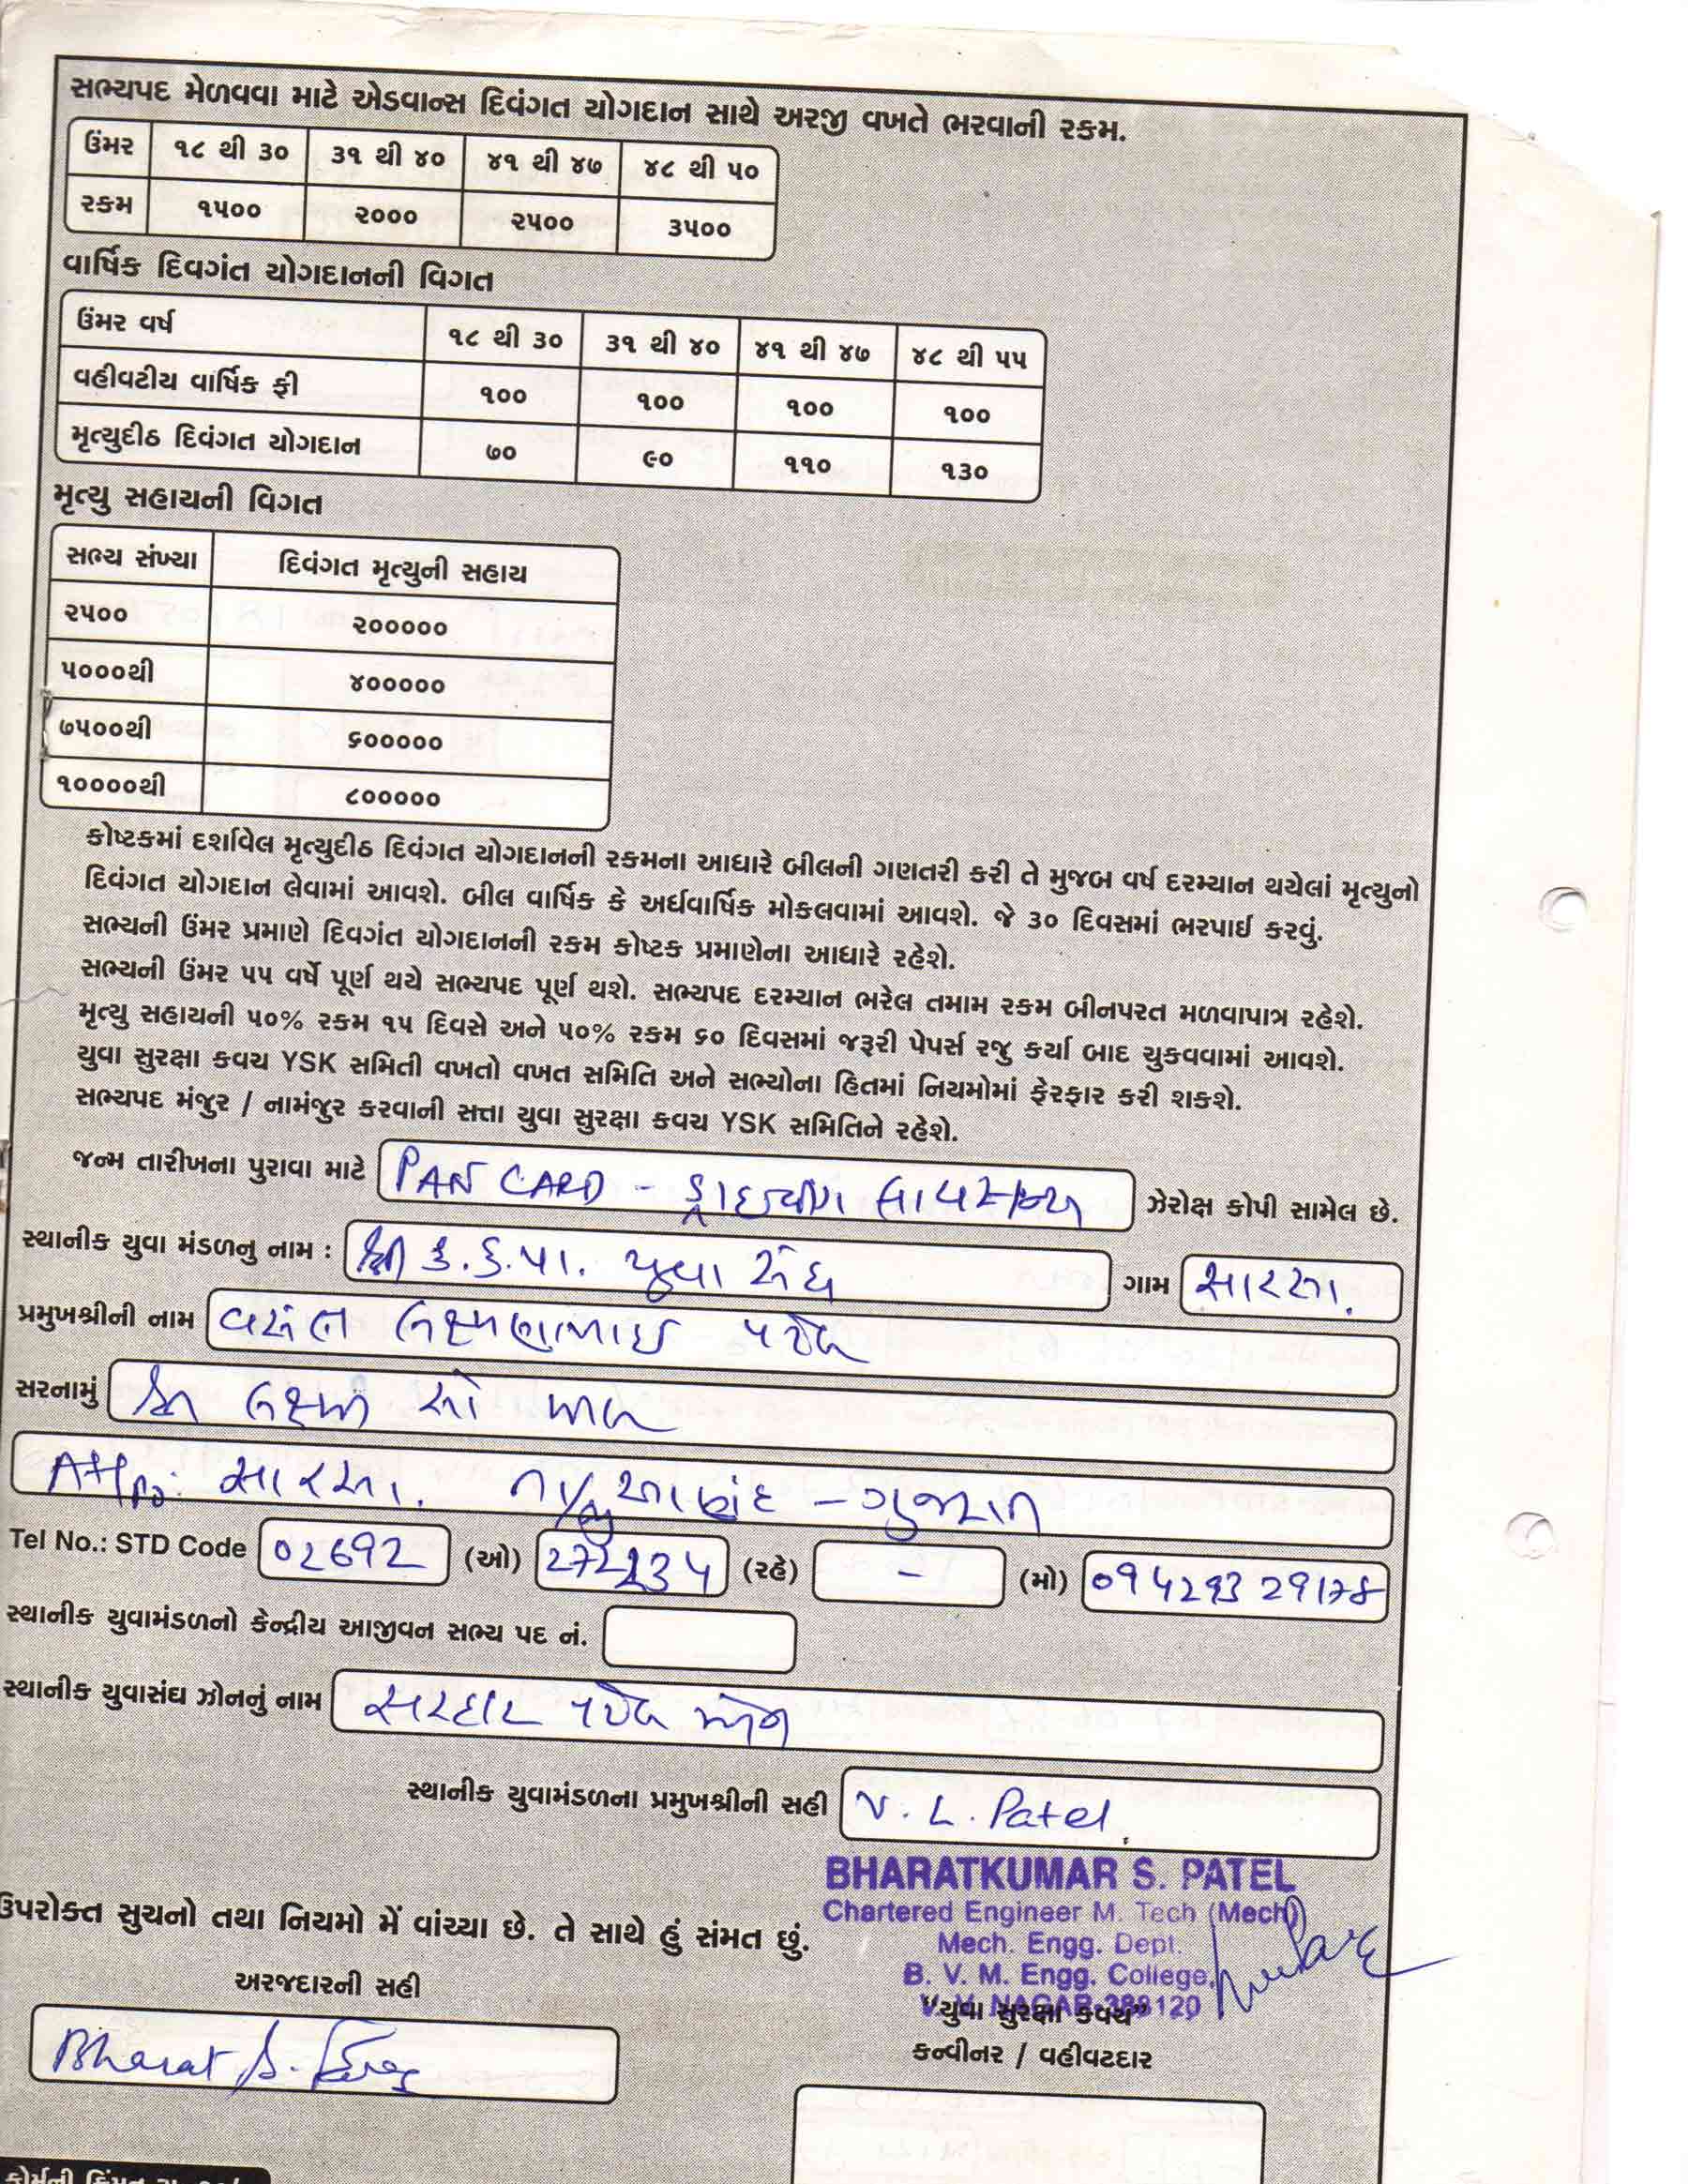 સભ્યપદ મેળવવા માટે એડવાન્સ દિવંગત યોગદાન સાથે અરજી વખતે ભરવાની રકમ.
ઉંમર ૧૮ થી ૩૦ ૩૧ થી ૪૦ ૪૧ થી ૪૭ ૪૮ થી ૫૦
રકમ ૧૫૦૦ ૨૦૦૦ ૨૫૦૦ ૩૫૦૦
વાર્ષિક દિવગંત યોગદાનની વિગત
ઉંમર વર્ષ ૧૮ થી ૩૦ ૩૧ થી ૪૦ ૪૧ થી ૪૭ ૪૮ થી ૫૫
વહીવટીય વાર્ષિક ફી ૧૦૦ ૧૦૦ ૧૦૦ ૧૦૦
મૃત્યુદીઠ દિવંગત યોગદાન ૭૦ ૯૦ ૧૧૦ ૧૩૦
મૃત્યુ સહાયની વિગત
સભ્ય સંખ્યા દિવંગત મૃત્યુની સહાય
૨૫૦૦ ૨૦૦૦૦૦
૫૦૦૦થી ૪૦૦૦૦૦
૭૫૦૦થી ૬૦૦૦૦૦
૧૦૦૦૦થી ૮૦૦૦૦૦
કોષ્ટકમાં દર્શાવેલ મૃત્યુદીઠ દિવંગત યોગદાનની રકમના આધારે બીલની ગણતરી કરી તે મુજબ વર્ષ દરમ્યાન થયેલાં મૃત્યુનો
દિવંગત યોગદાન લેવામાં આવશે. બીલ વાર્ષિક કે અર્ધવાર્ષિક મોકલવામાં આવશે. જે ૩૦ દિવસમાં ભરપાઈ કરવું.
સભ્યની ઉંમર પ્રમાણે દિવગંત યોગદાનની રકમ કોષ્ટક પ્રમાણેના આધારે રહેશે.
સભ્યની ઉંમર ૫૫ વર્ષે પૂર્ણ થયે સભ્યપદ પૂર્ણ થશે. સભ્યપદ દરમ્યાન ભરેલ તમામ રકમ બીનપરત મળવાપાત્ર રહેશે.
મૃત્યુ સહાયની ૫૦% રકમ ૧૫ દિવસે અને ૫૦% રકમ ૬૦ દિવસમાં જરૂરી પેપર્સ રજુ કર્યા બાદ ચુકવવામાં આવશે.
યુવા સુરક્ષા કવચ YSK સમિતી વખતો વખત સમિતિ અને સભ્યોના હિતમાં નિયમોમાં ફેરફાર કરી શકશે.
સભ્યપદ મંજુર / નામંજુર કરવાની સત્તા યુવા સુરક્ષા કવચ YSK સમિતિને રહેશે.
જન્મ તારીખના પુરાવા માટે PAN CARD - ડ્રાઇવીંગ ઝેરોક્ષ કોપી સામેલ છે.
સ્થાનીક યુવા મંડળનુ નામ : શ્રી ક.ક.પા. યુવા સંઘ ગામ સારસા.
પ્રમુખશ્રીની નામ વસંત લક્ષ્મણભાઇ પટેલ
સરનામું શ્રી લક્ષ્મી સો મીલ
At/po: સારસા. આણંદ - ગુજરાત
Tel No.: STD Code 02692 (ઓ) (રહે) - (મો)
સ્થાનીક યુવામંડળનો કેન્દ્રીય આજીવન સભ્ય પદ નં.
સ્થાનીક યુવાસંઘ ઝોનનું નામ સરદાર પટેલ ઝોન
સ્થાનીક યુવામંડળના પ્રમુખશ્રીની સહી V. L. Patel
BHARATKUMAR S. PATEL
Chartered Engineer M. Tech (Mech)
Mech. Engg. Dept.
B. V. M. Engg. College,
V. V. NAGAR-388120
ઉપરોક્ત સુચનો તથા નિયમો મેં વાંચ્યા છે. તે સાથે હું સંમત છું.
અરજદારની સહી
"યુવા સુરક્ષા કવચ"
કન્વીનર / વહીવટદાર
Bharat S.